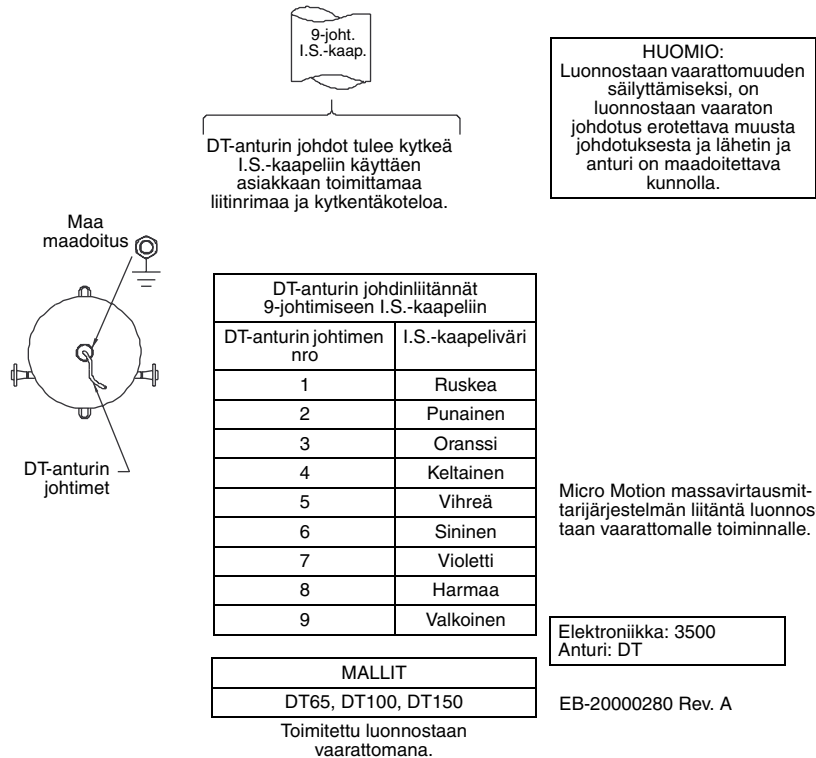 9-joht.
I.S.-kaap.
DT-anturin johdot tulee kytkeä
I.S.-kaapeliin käyttäen
asiakkaan toimittamaa
liitinrimaa ja kytkentäkoteloa.
HUOMIO:
Luonnostaan vaarattomuuden
säilyttämiseksi, on
luonnostaan vaaraton
johdotus erotettava muusta
johdotuksesta ja lähetin ja
anturi on maadoitettava
kunnolla.
Maa
maadoitus
DT-anturin
johtimet
DT-anturin johdinliitännät
9-johtimiseen I.S.-kaapeliin
DT-anturin johtimen
nro
I.S.-kaapeliväri
1 Ruskea
2 Punainen
3 Oranssi
4 Keltainen
5 Vihreä
6 Sininen
7 Violetti
8 Harmaa
9 Valkoinen
MALLIT
DT65, DT100, DT150
Toimitettu luonnostaan
vaarattomana.
Micro Motion massavirtausmit-
tarijärjestelmän liitäntä luonnos
taan vaarattomalle toiminnalle.
Elektroniikka: 3500
Anturi: DT
EB-20000280 Rev. A